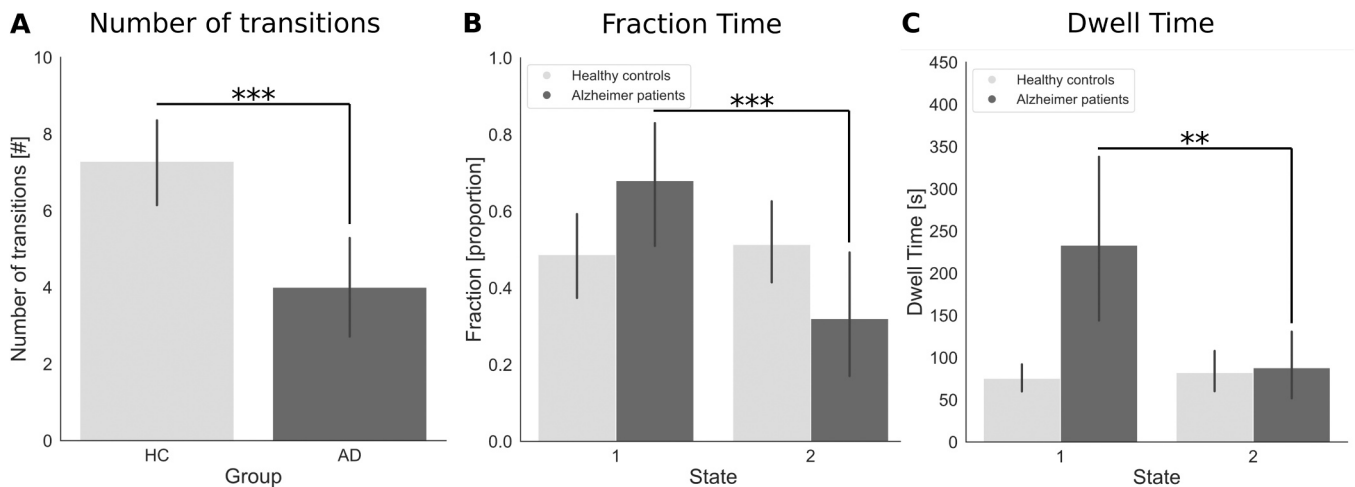 A Number of transitions
Number of transitions [#]
10
8
6
4
2
0
***
HC AD
Group
B Fraction Time
Fraction [proportion]
1.0
0.8
0.6
0.4
0.2
0.0
Healthy controls
Alzheimer patients
***
1 2
State
C Dwell Time
Dwell Time [s]
450
400
350
300
250
200
150
100
50
0
Healthy controls
Alzheimer patients
**
1 2
State